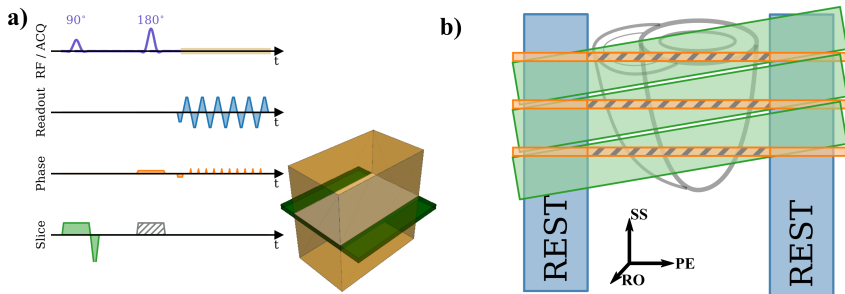 a)
90°
180°
RF / ACQ
t
Readout
t
Phase
t
Slice
t
b)
REST
REST
SS
PE
RO